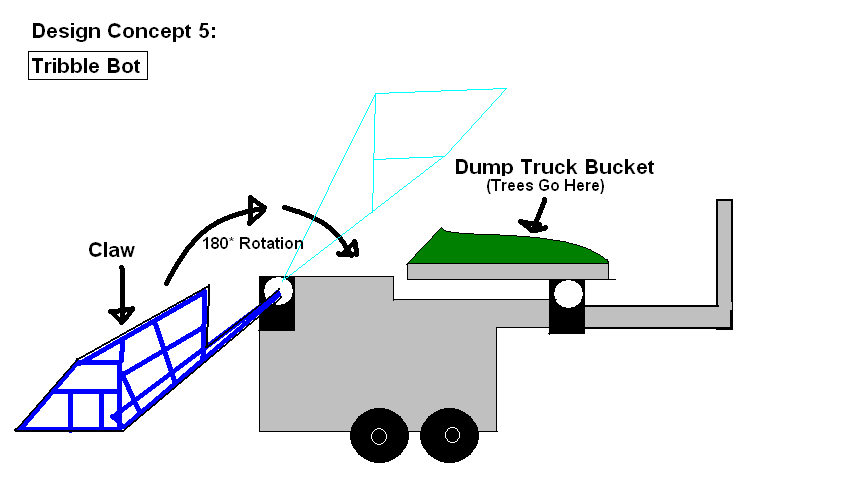 Design Concept 5:
Tribble Bot
Dump Truck Bucket
(Trees Go Here)
Claw
180* Rotation